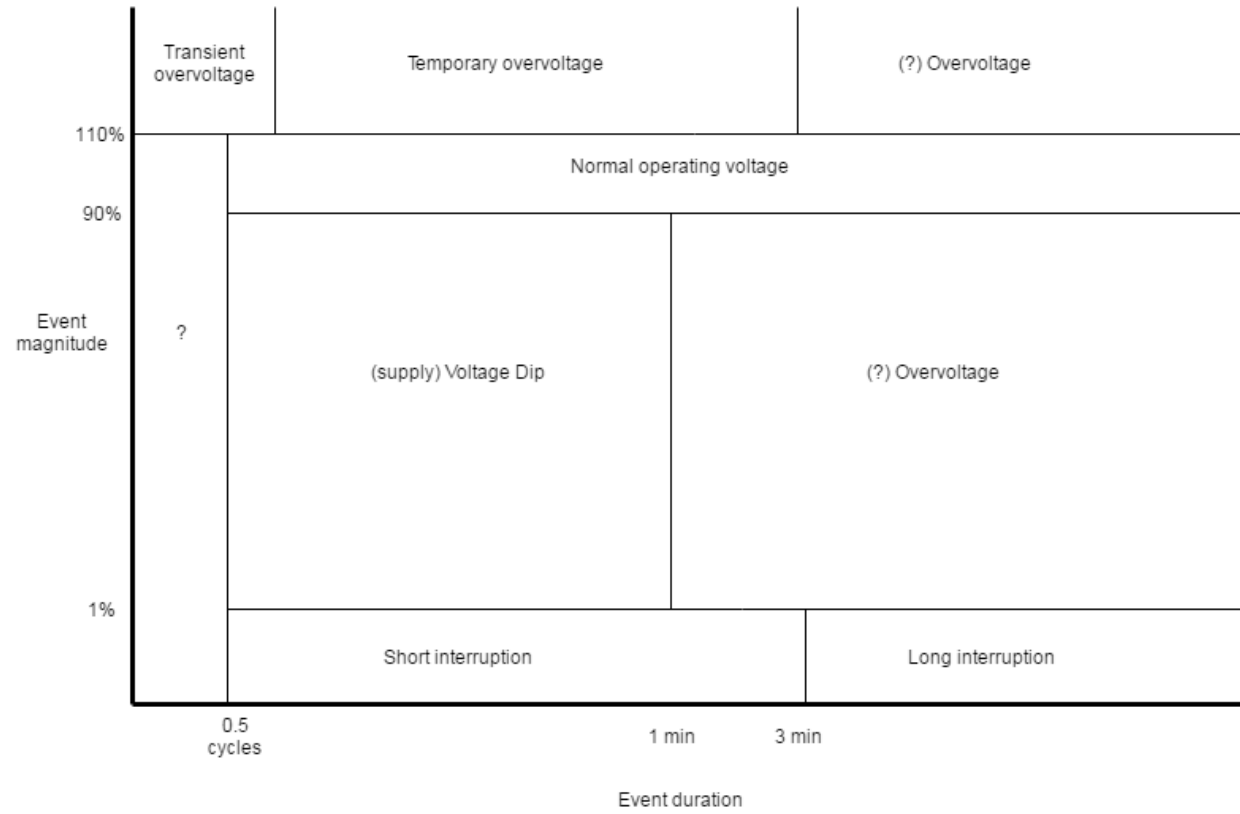 Transient
overvoltage
Temporary overvoltage
(?) Overvoltage
110%
Normal operating voltage
90%
Event
magnitude
?
(supply) Voltage Dip
(?) Overvoltage
1%
Short interruption
Long interruption
0.5
cycles
1 min
3 min
Event duration